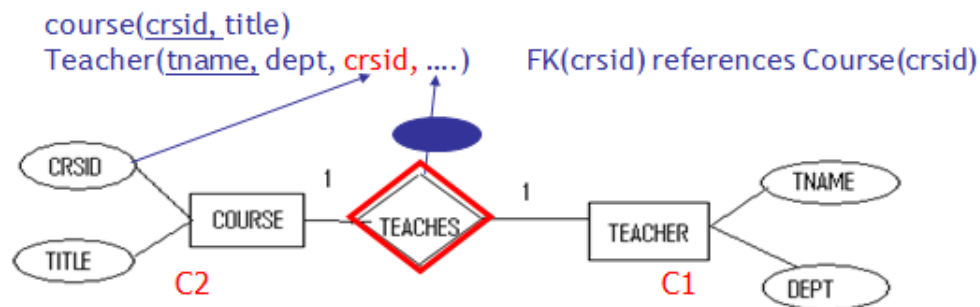 course(crsid, title)
Teacher(tname, dept, crsid, ....) FK(crsid) references Course(crsid)
CRSID
TNAME
1
1
COURSE
TEACHES
TEACHER
TITLE
C2
C1
DEPT